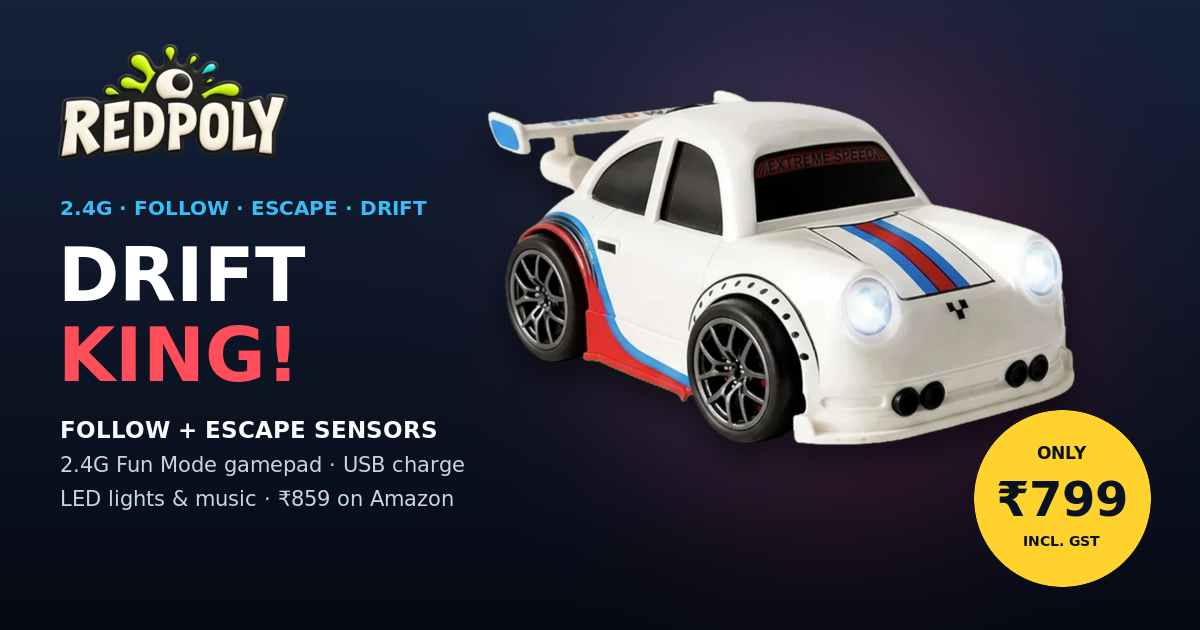 REDPOLY
2.4G · FOLLOW · ESCAPE · DRIFT
DRIFT
KING!
FOLLOW + ESCAPE SENSORS
2.4G Fun Mode gamepad · USB charge
LED lights & music · ₹859 on Amazon
EXTREME SPEED
ONLY
₹799
INCL. GST